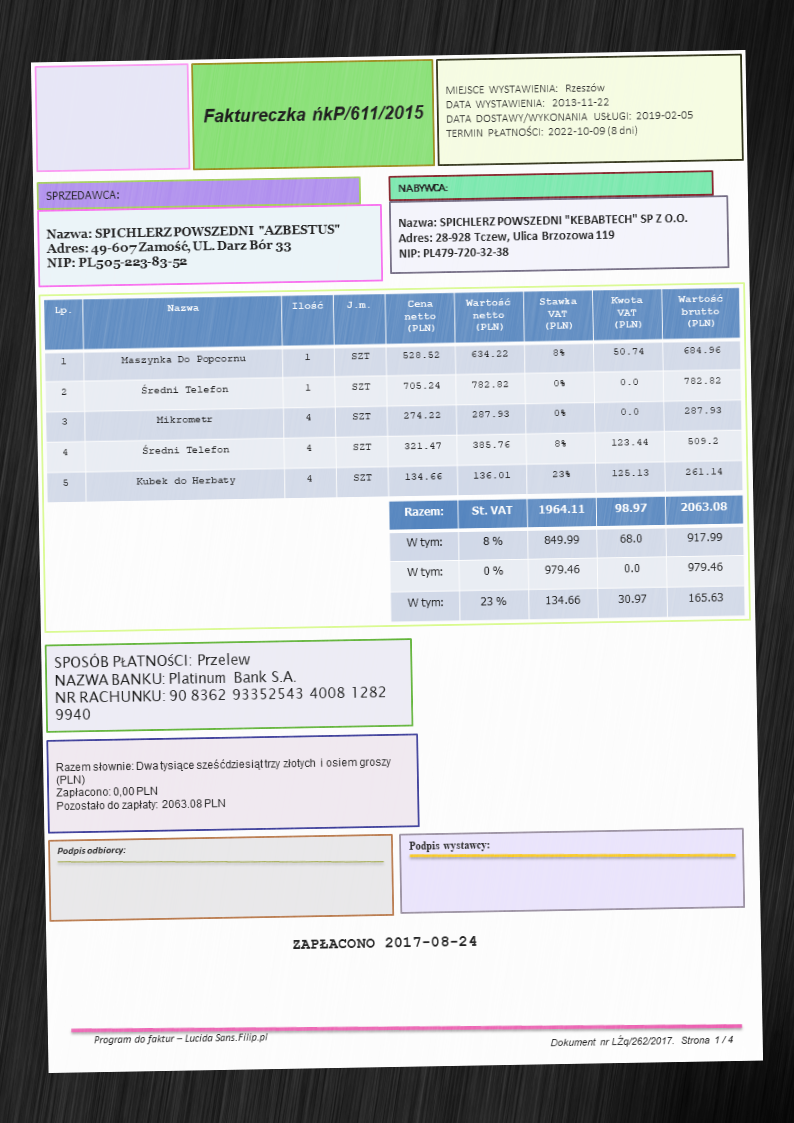 Faktureczka ńkP/611/2015
MIEJSCE WYSTAWIENIA: Rzeszów
DATA WYSTAWIENIA: 2013-11-22
DATA DOSTAWY/WYKONANIA USŁUGI: 2019-02-05
TERMIN PŁATNOŚCI: 2022-10-09 (8 dni)
SPRZEDAWCA:
Nazwa: SPICHLERZ POWSZEDNI "AZBESTUS"
Adres: 49-607 Zamość, UL. Darz Bór 33
NIP: PL505-223-83-52
NABYWCA:
Nazwa: SPICHLERZ POWSZEDNI "KEBABTECH" SP Z O.O.
Adres: 28-928 Tczew, Ulica Brzozowa 119
NIP: PL479-720-32-38
Lp. Nazwa Ilość J.m. Cena netto (PLN) Wartość netto (PLN) Stawka VAT (PLN) Kwota VAT (PLN) Wartość brutto (PLN)
1 Maszynka Do Popcornu 1 SZT 528.52 634.22 8% 50.74 684.96
2 Średni Telefon 1 SZT 705.24 782.82 0% 0.0 782.82
3 Mikrometr 4 SZT 274.22 287.93 0% 0.0 287.93
4 Średni Telefon 4 SZT 321.47 385.76 8% 123.44 509.2
5 Kubek do Herbaty 4 SZT 134.66 136.01 23% 125.13 261.14
Razem: St. VAT 1964.11 98.97 2063.08
W tym: 8 % 849.99 68.0 917.99
W tym: 0 % 979.46 0.0 979.46
W tym: 23 % 134.66 30.97 165.63
SPOSÓB PŁATNOŚCI: Przelew
NAZWA BANKU: Platinum Bank S.A.
NR RACHUNKU: 90 8362 93352543 4008 1282
9940
Razem słownie: Dwa tysiące sześćdziesiąt trzy złotych i osiem groszy
(PLN)
Zapłacono: 0,00 PLN
Pozostało do zapłaty: 2063.08 PLN
Podpis odbiorcy:
Podpis wystawcy:
ZAPŁACONO 2017-08-24
Program do faktur – Lucida Sans.Filip.pl
Dokument nr LŻq/262/2017. Strona 1 / 4